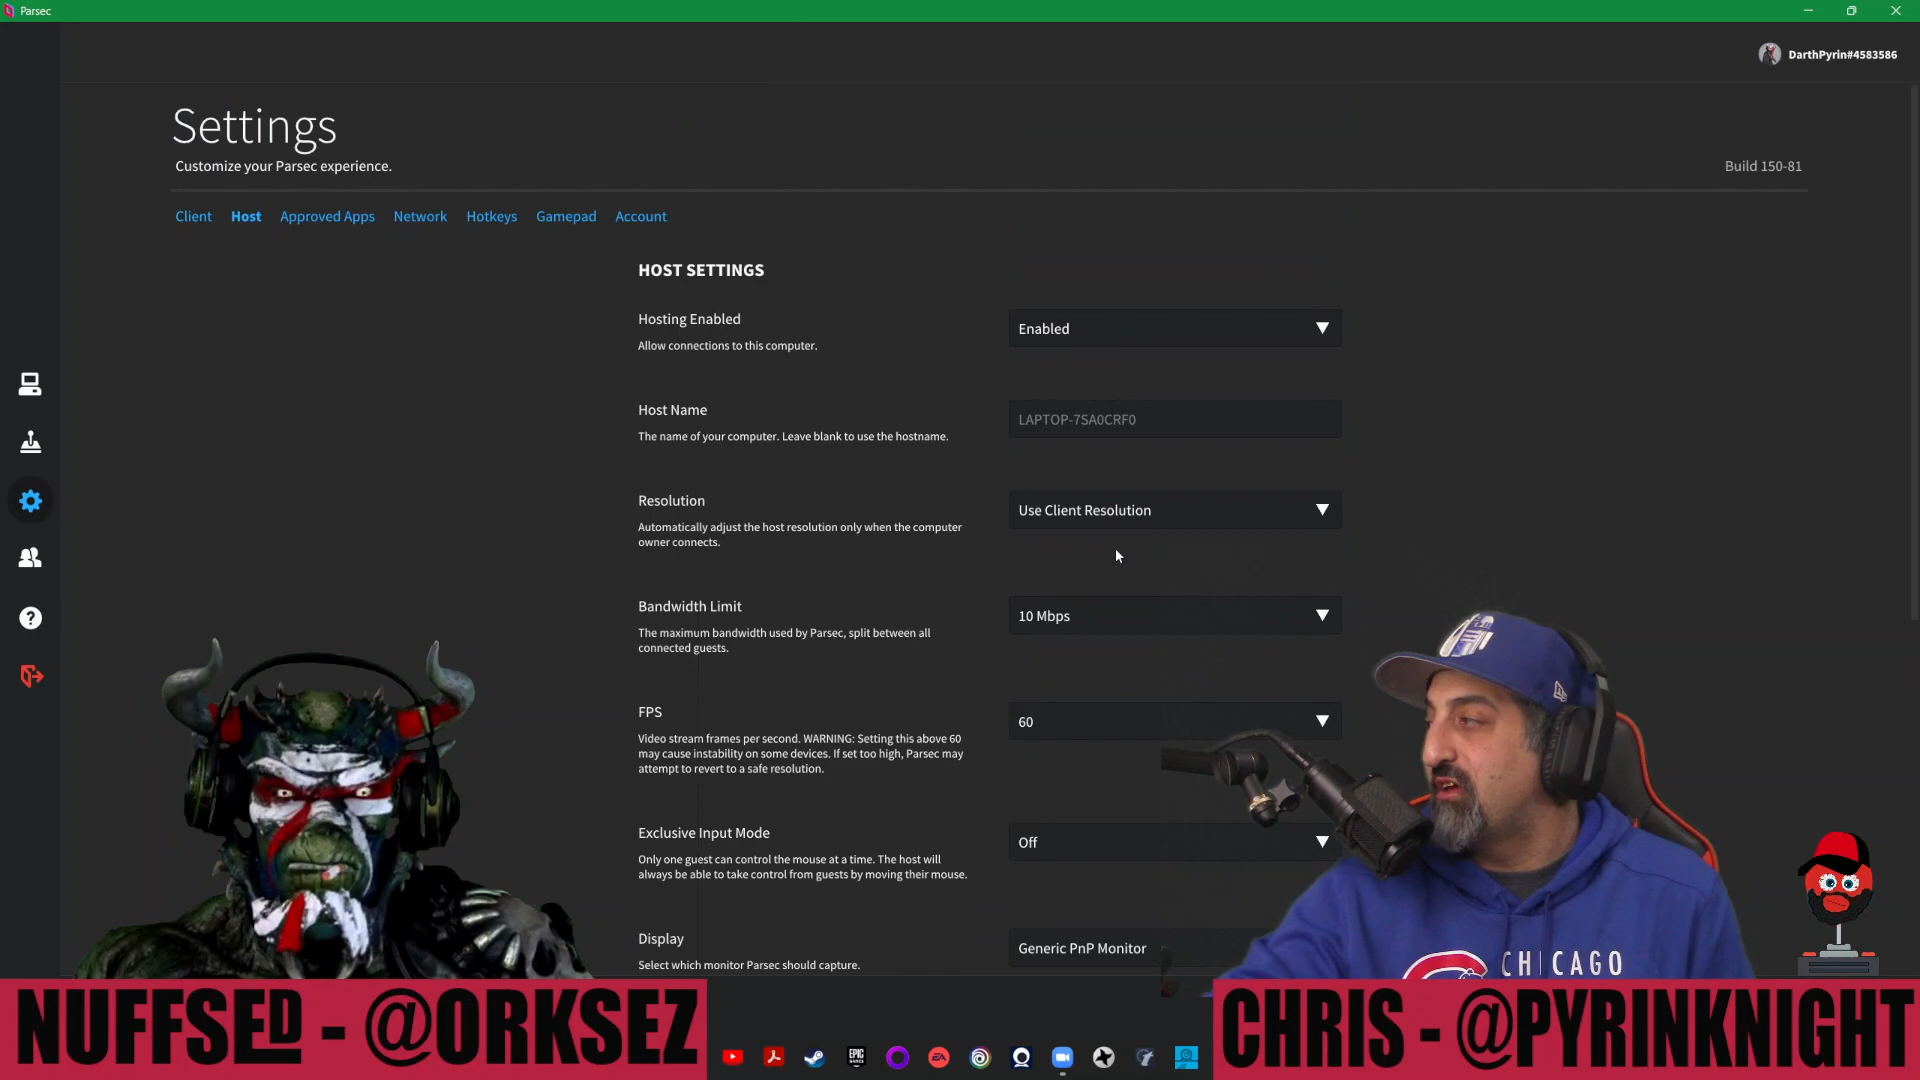 Parsec
DarthPyrin#4583586
Settings
Customize your Parsec experience.
Build 150-81
Client Host Approved Apps Network Hotkeys Gamepad Account
HOST SETTINGS
Hosting Enabled
Allow connections to this computer.
Enabled
Host Name
The name of your computer. Leave blank to use the hostname.
LAPTOP-7SA0CRF0
Resolution
Automatically adjust the host resolution only when the computer
owner connects.
Use Client Resolution
Bandwidth Limit
The maximum bandwidth used by Parsec, split between all
connected guests.
10 Mbps
FPS
Video stream frames per second. WARNING: Setting this above 60
may cause instability on some devices. If set too high, Parsec may
attempt to revert to a safe resolution.
60
Exclusive Input Mode
Only one guest can control the mouse at a time. The host will
always be able to take control from guests by moving their mouse.
Off
Display
Select which monitor Parsec should capture.
Generic PnP Monitor
CHICAGO
NUFFSED - @ORKSEZ
EPIC
GAMES
EA
CHRIS - @PYRINKNIGHT